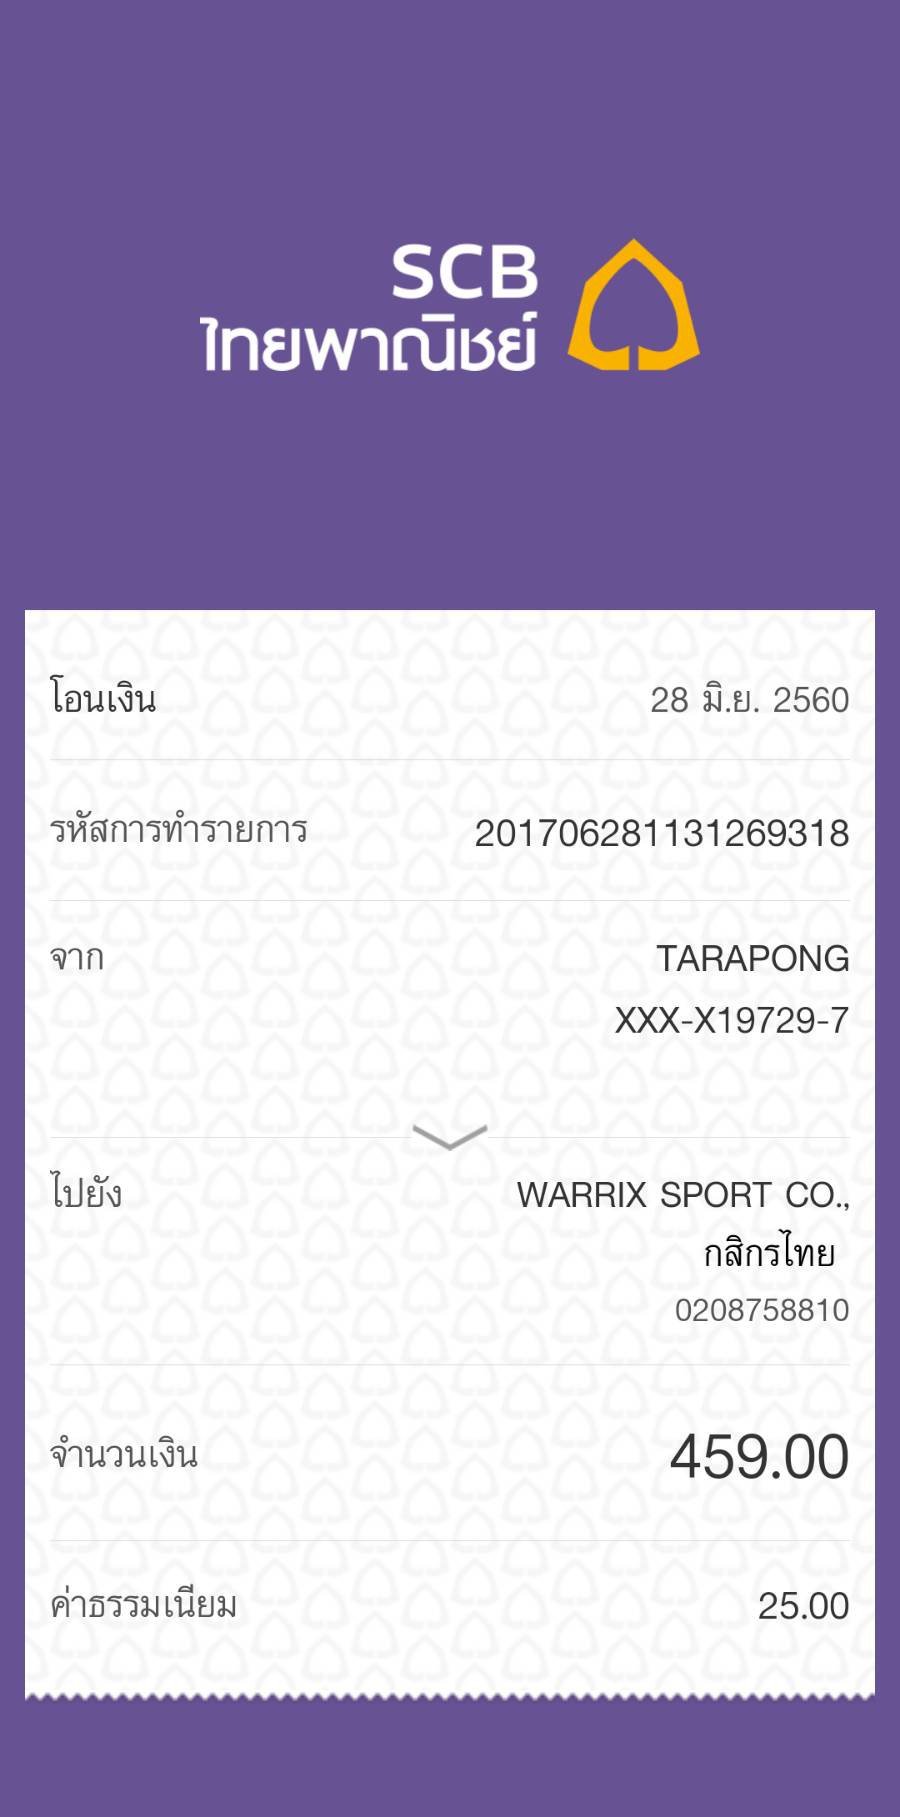 SCB
ไทยพาณิชย์
โอนเงิน 28 มิ.ย. 2560
รหัสการทำรายการ 201706281131269318
จาก TARAPONG
XXX-X19729-7
ไปยัง WARRIX SPORT CO.,
กสิกรไทย
0208758810
จำนวนเงิน 459.00
ค่าธรรมเนียม 25.00